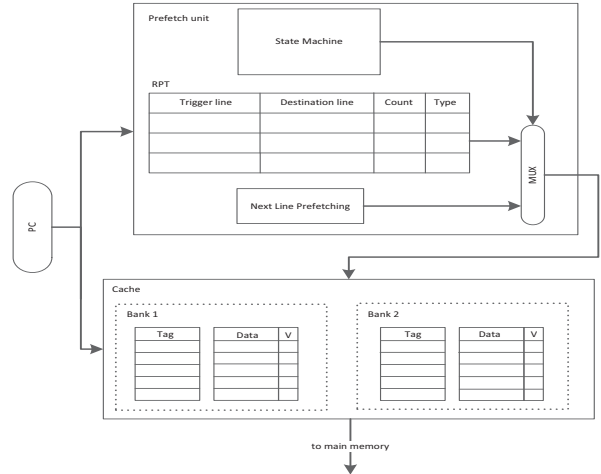 Prefetch unit
State Machine
RPT
Trigger line Destination line Count Type
MUX
Next Line Prefetching
PC
Cache
Bank 1
Tag Data V
Bank 2
Tag Data V
to main memory